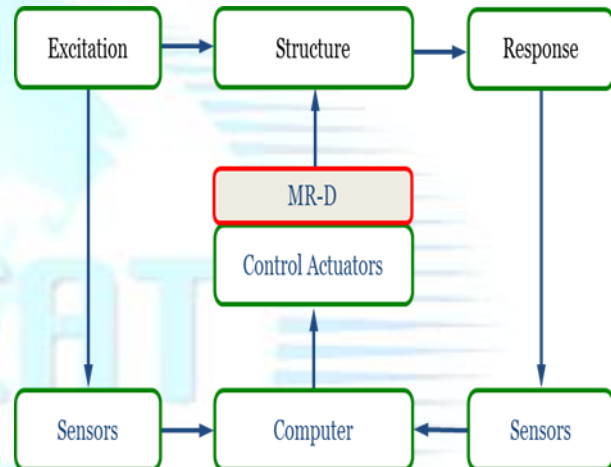 Excitation
Structure
Response
MR-D
Control Actuators
Sensors
Computer
Sensors